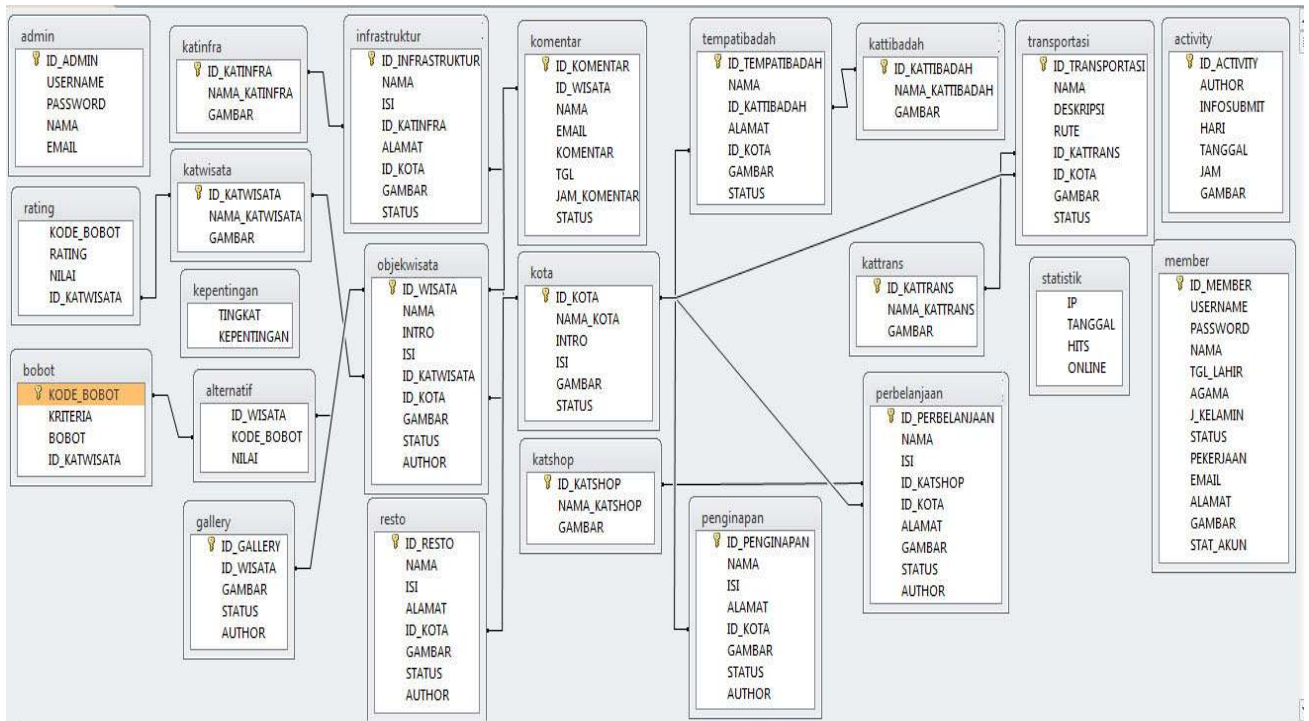 admin
ID_ADMIN
USERNAME
PASSWORD
NAMA
EMAIL
katinfra
ID_KATINFRA
NAMA_KATINFRA
GAMBAR
infrastruktur
ID_INFRASTRUKTUR
NAMA
ISI
ID_KATINFRA
ALAMAT
ID_KOTA
GAMBAR
STATUS
komentar
ID_KOMENTAR
ID_WISATA
NAMA
EMAIL
KOMENTAR
TGL
JAM_KOMENTAR
STATUS
tempatibadah
ID_TEMPATIBADAH
NAMA
ID_KATTIBADAH
ALAMAT
ID_KOTA
GAMBAR
STATUS
kattibadah
ID_KATTIBADAH
NAMA_KATTIBADAH
GAMBAR
transportasi
ID_TRANSPORTASI
NAMA
DESKRIPSI
RUTE
ID_KATTRANS
ID_KOTA
GAMBAR
STATUS
activity
ID_ACTIVITY
AUTHOR
INFOSUBMIT
HARI
TANGGAL
JAM
GAMBAR
rating
KODE_BOBOT
RATING
NILAI
ID_KATWISATA
katwisata
ID_KATWISATA
NAMA_KATWISATA
GAMBAR
kepentingan
TINGKAT
KEPENTINGAN
objekwisata
ID_WISATA
NAMA
INTRO
ISI
ID_KATWISATA
ID_KOTA
GAMBAR
STATUS
AUTHOR
kota
ID_KOTA
NAMA_KOTA
INTRO
ISI
GAMBAR
STATUS
kattrans
ID_KATTRANS
NAMA_KATTRANS
GAMBAR
statistik
IP
TANGGAL
HITS
ONLINE
member
ID_MEMBER
USERNAME
PASSWORD
NAMA
TGL_LAHIR
AGAMA
J_KELAMIN
STATUS
PEKERJAAN
EMAIL
ALAMAT
GAMBAR
STAT_AKUN
bobot
KODE_BOBOT
KRITERIA
BOBOT
ID_KATWISATA
alternatif
ID_WISATA
KODE_BOBOT
NILAI
gallery
ID_GALLERY
ID_WISATA
GAMBAR
STATUS
AUTHOR
resto
ID_RESTO
NAMA
ISI
ALAMAT
ID_KOTA
GAMBAR
STATUS
AUTHOR
katshop
ID_KATSHOP
NAMA_KATSHOP
GAMBAR
penginapan
ID_PENGINAPAN
NAMA
ISI
ALAMAT
ID_KOTA
GAMBAR
STATUS
AUTHOR
perbelanjaan
ID_PERBELANJAAN
NAMA
ISI
ID_KATSHOP
ID_KOTA
ALAMAT
GAMBAR
STATUS
AUTHOR